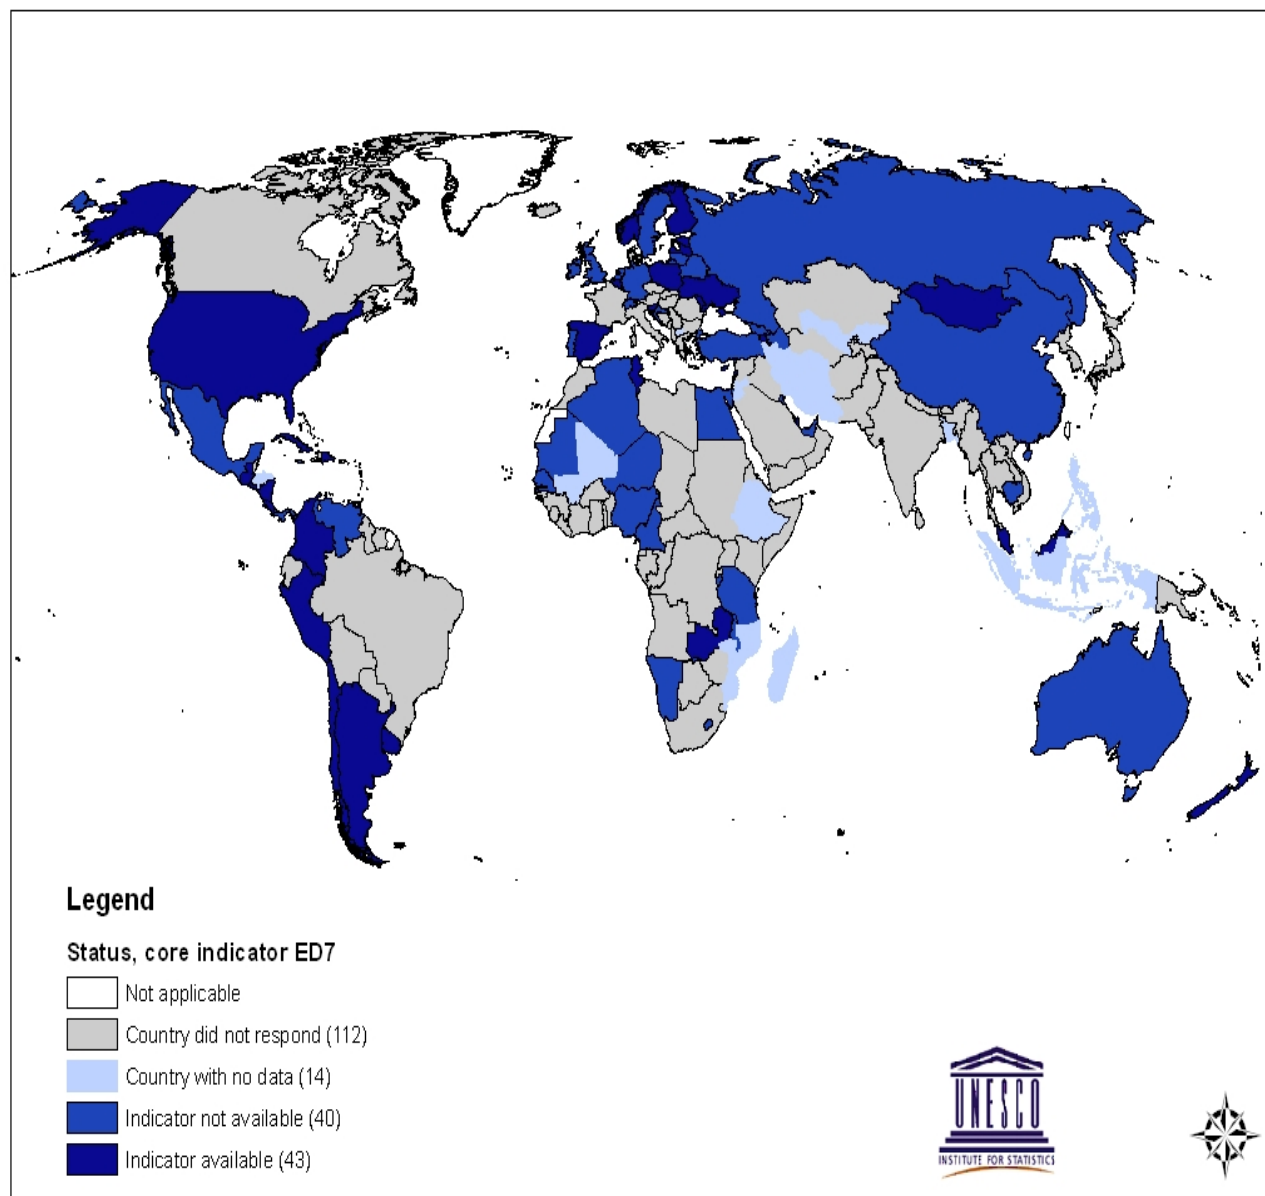 Legend
Status, core indicator ED7
Not applicable
Country did not respond (112)
Country with no data (14)
Indicator not available (40)
Indicator available (43)
UNESCO
INSTITUTE FOR STATISTICS